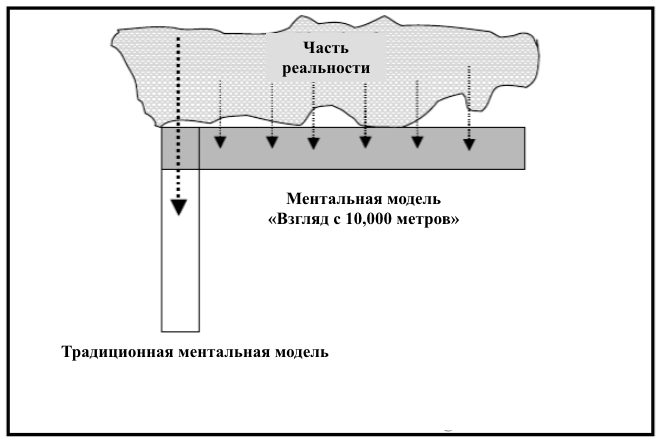 Часть
реальности
Ментальная модель
«Взгляд с 10,000 метров»
Традиционная ментальная модель